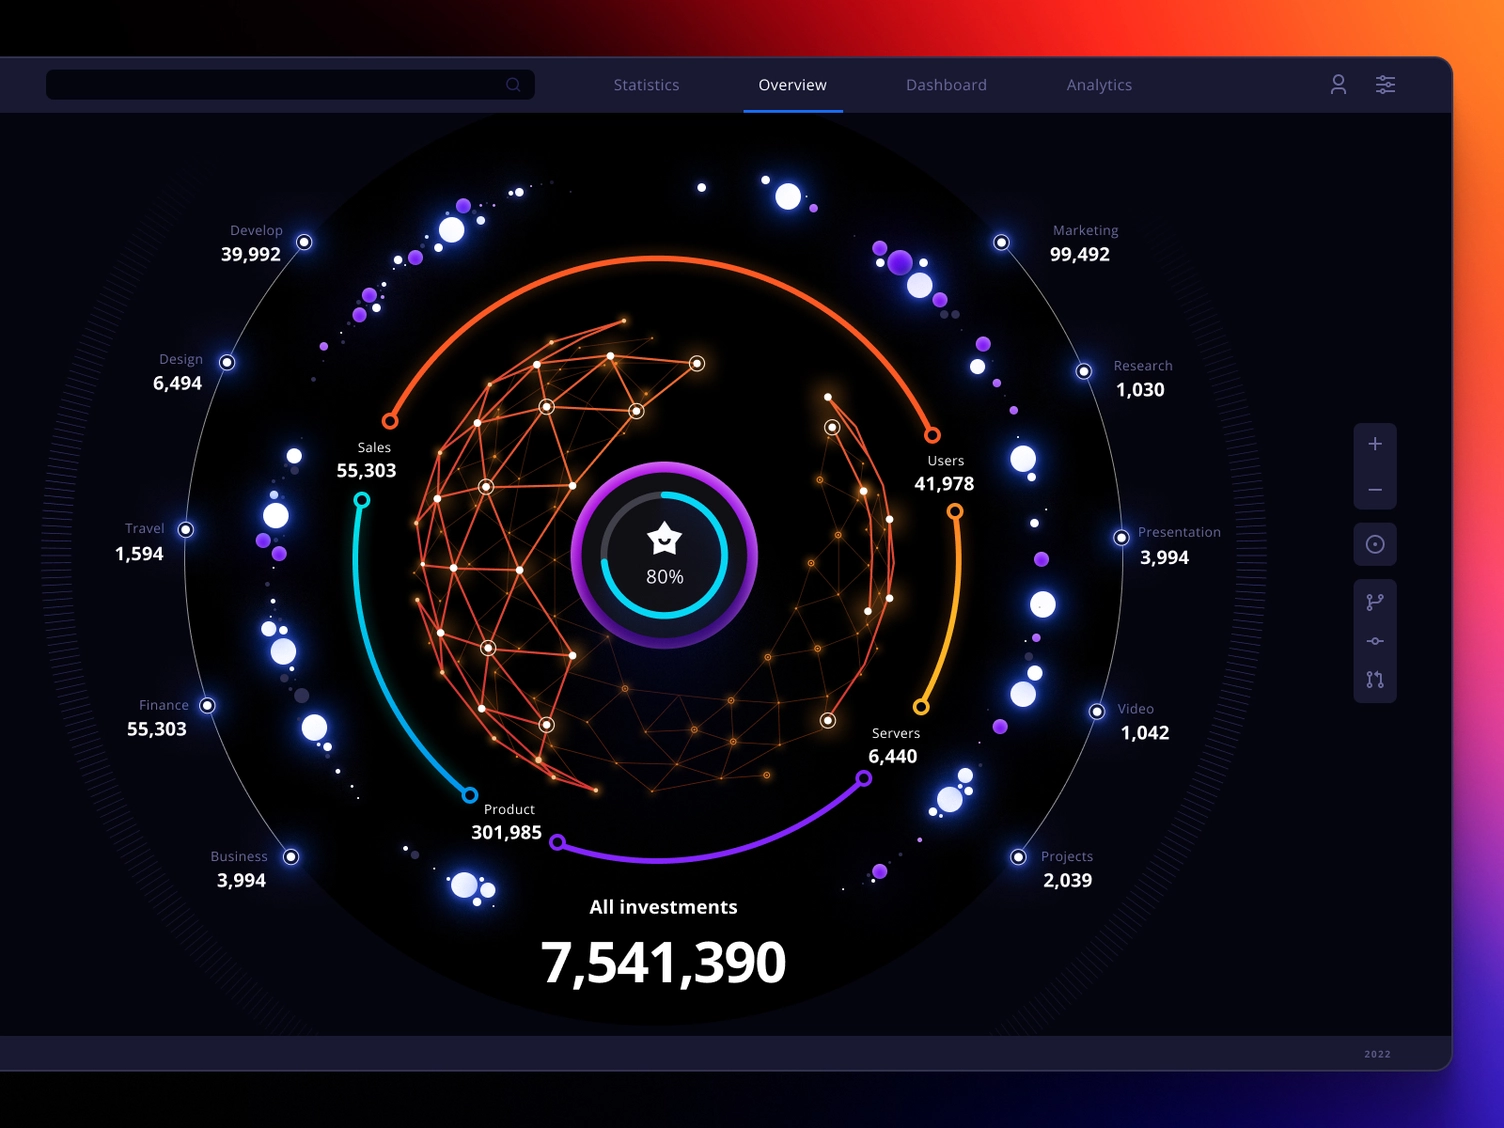 Statistics
Overview
Dashboard
Analytics
Develop
39,992
Marketing
99,492
Design
6,494
Research
1,030
Sales
55,303
Users
41,978
Travel
1,594
80%
Presentation
3,994
Finance
55,303
Servers
6,440
Video
1,042
Product
301,985
Business
3,994
Projects
2,039
All investments
7,541,390
2022